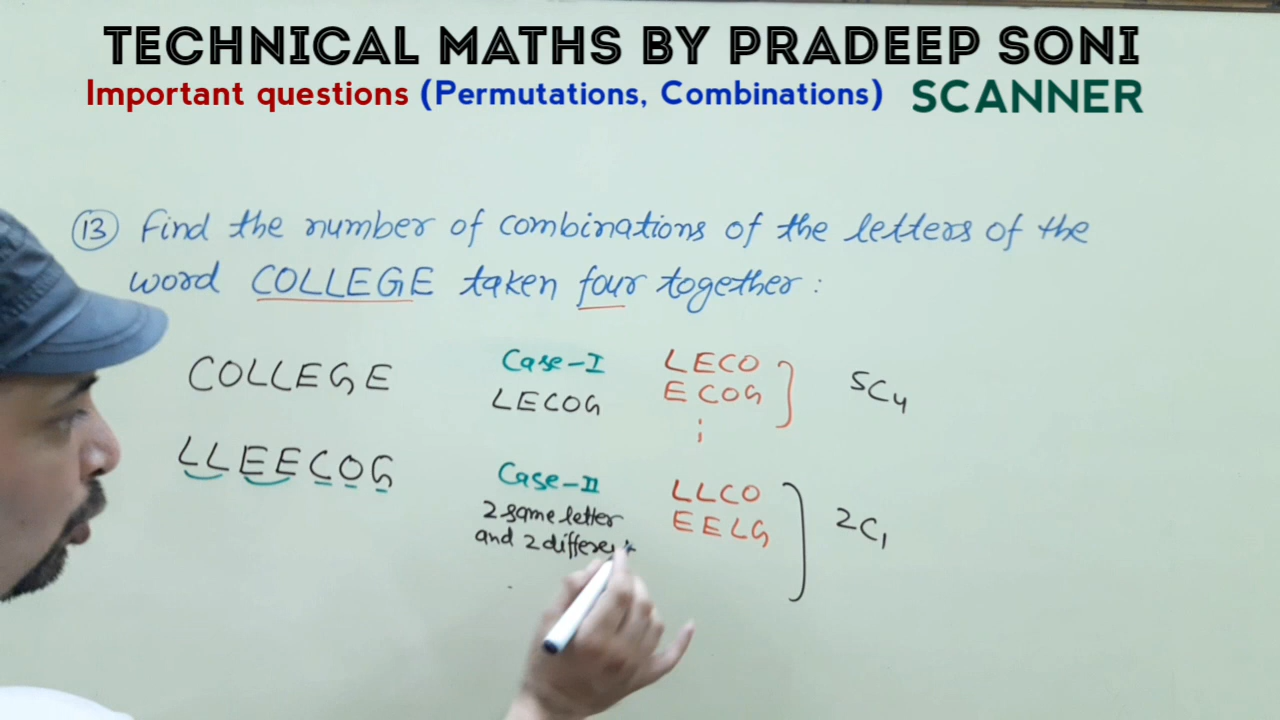 TECHNICAL MATHS BY PRADEEP SONI
Important questions (Permutations, Combinations) SCANNER
13 Find the number of combinations of the letters of the
word COLLEGE taken four together :
COLLEGE
LLEECOG
Case-I
LECOG
LECO
ECOG
5C4
Case-II
2 same letter
and 2 different
LLCO
EELG
2C1